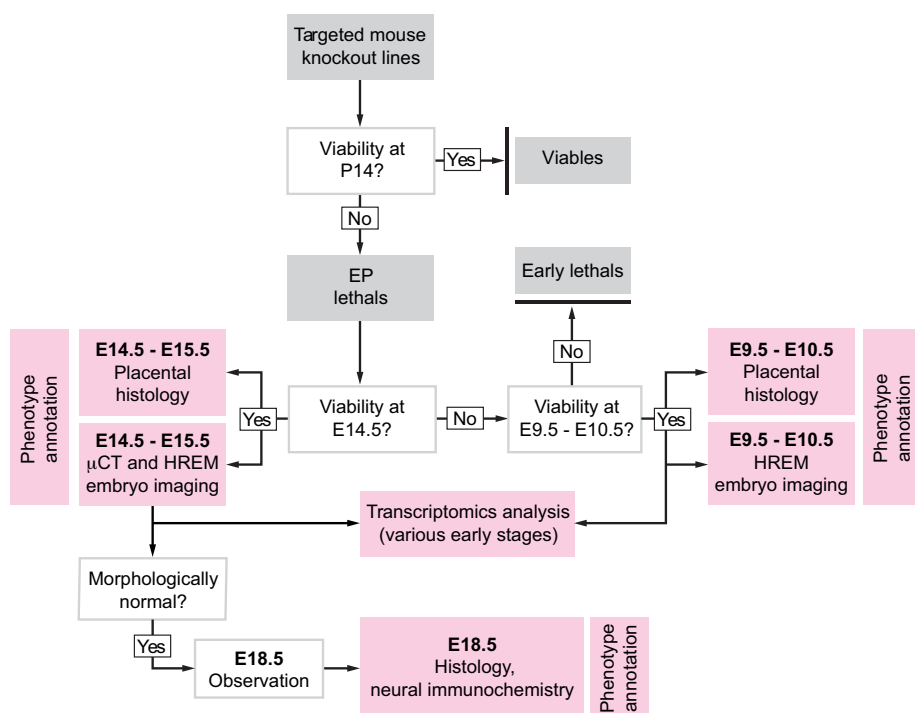 Targeted mouse
knockout lines
Viability at
P14?
Yes
Viables
No
EP
lethals
Early lethals
No
Phenotype
annotation
E14.5 - E15.5
Placental
histology
E14.5 - E15.5
μCT and HREM
embryo imaging
Yes
Viability at
E14.5?
No
Viability at
E9.5 - E10.5?
Yes
E9.5 - E10.5
Placental
histology
E9.5 - E10.5
HREM
embryo imaging
Phenotype
annotation
Transcriptomics analysis
(various early stages)
Morphologically
normal?
Yes
E18.5
Observation
E18.5
Histology,
neural immunochemistry
Phenotype
annotation